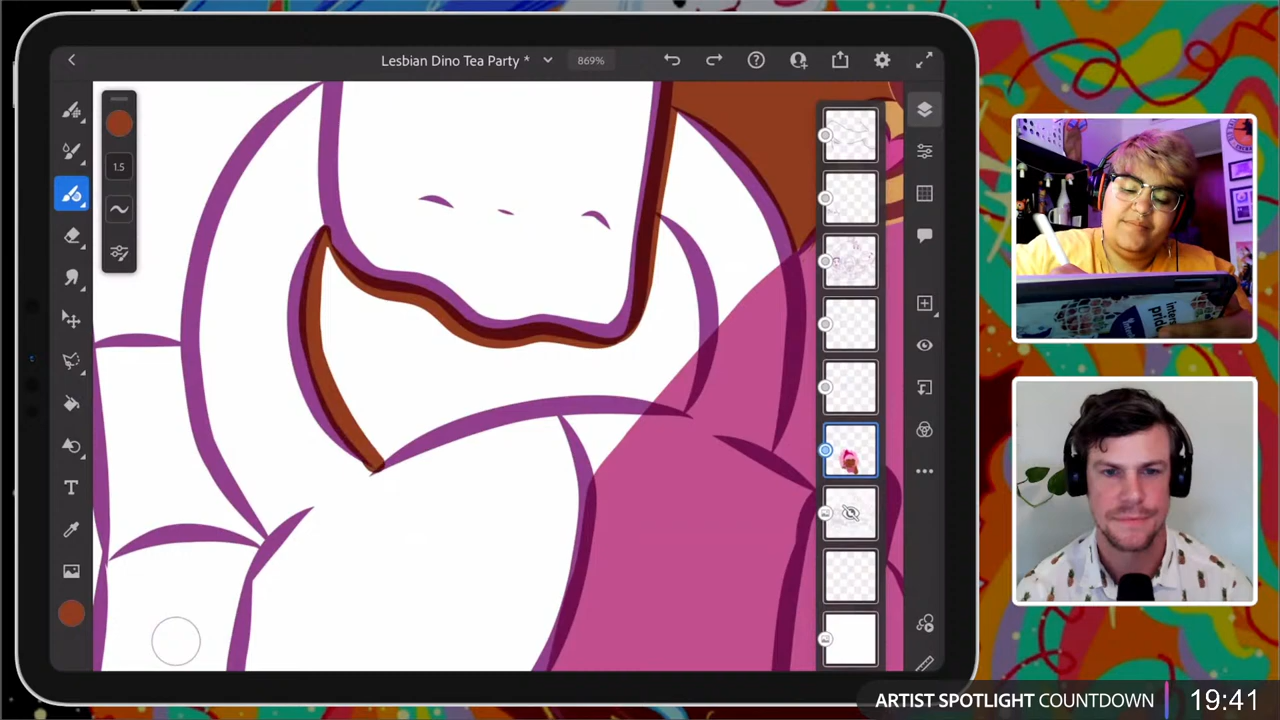 Lesbian Dino Tea Party *
869%
1.5
T
ARTIST SPOTLIGHT COUNTDOWN
19:41